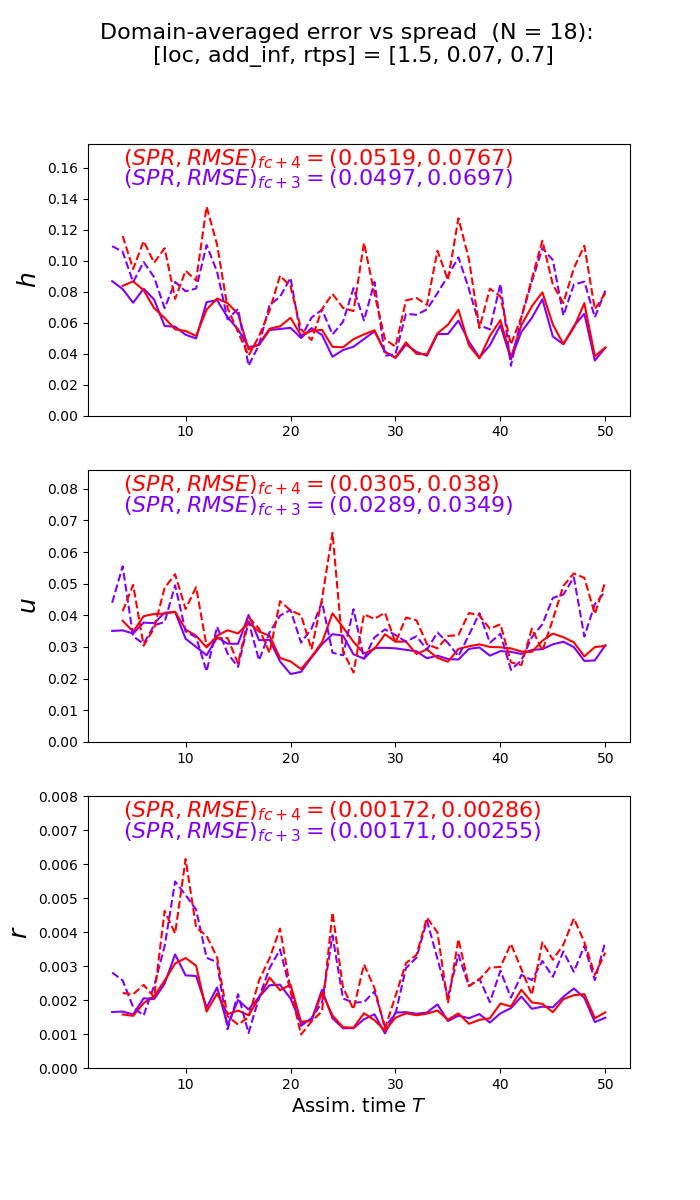 Domain-averaged error vs spread (N = 18):
[loc, add_inf, rtps] = [1.5, 0.07, 0.7]
(SPR, RMSE)fc+4 = (0.0519, 0.0767)
(SPR, RMSE)fc+3 = (0.0497, 0.0697)
0.16
0.14
0.12
0.10
0.08
0.06
0.04
0.02
0.00
h
10 20 30 40 50
(SPR, RMSE)fc+4 = (0.0305, 0.038)
(SPR, RMSE)fc+3 = (0.0289, 0.0349)
0.08
0.07
0.06
0.05
0.04
0.03
0.02
0.01
0.00
u
10 20 30 40 50
(SPR, RMSE)fc+4 = (0.00172, 0.00286)
(SPR, RMSE)fc+3 = (0.00171, 0.00255)
0.008
0.007
0.006
0.005
0.004
0.003
0.002
0.001
0.000
r
10 20 30 40 50
Assim. time T